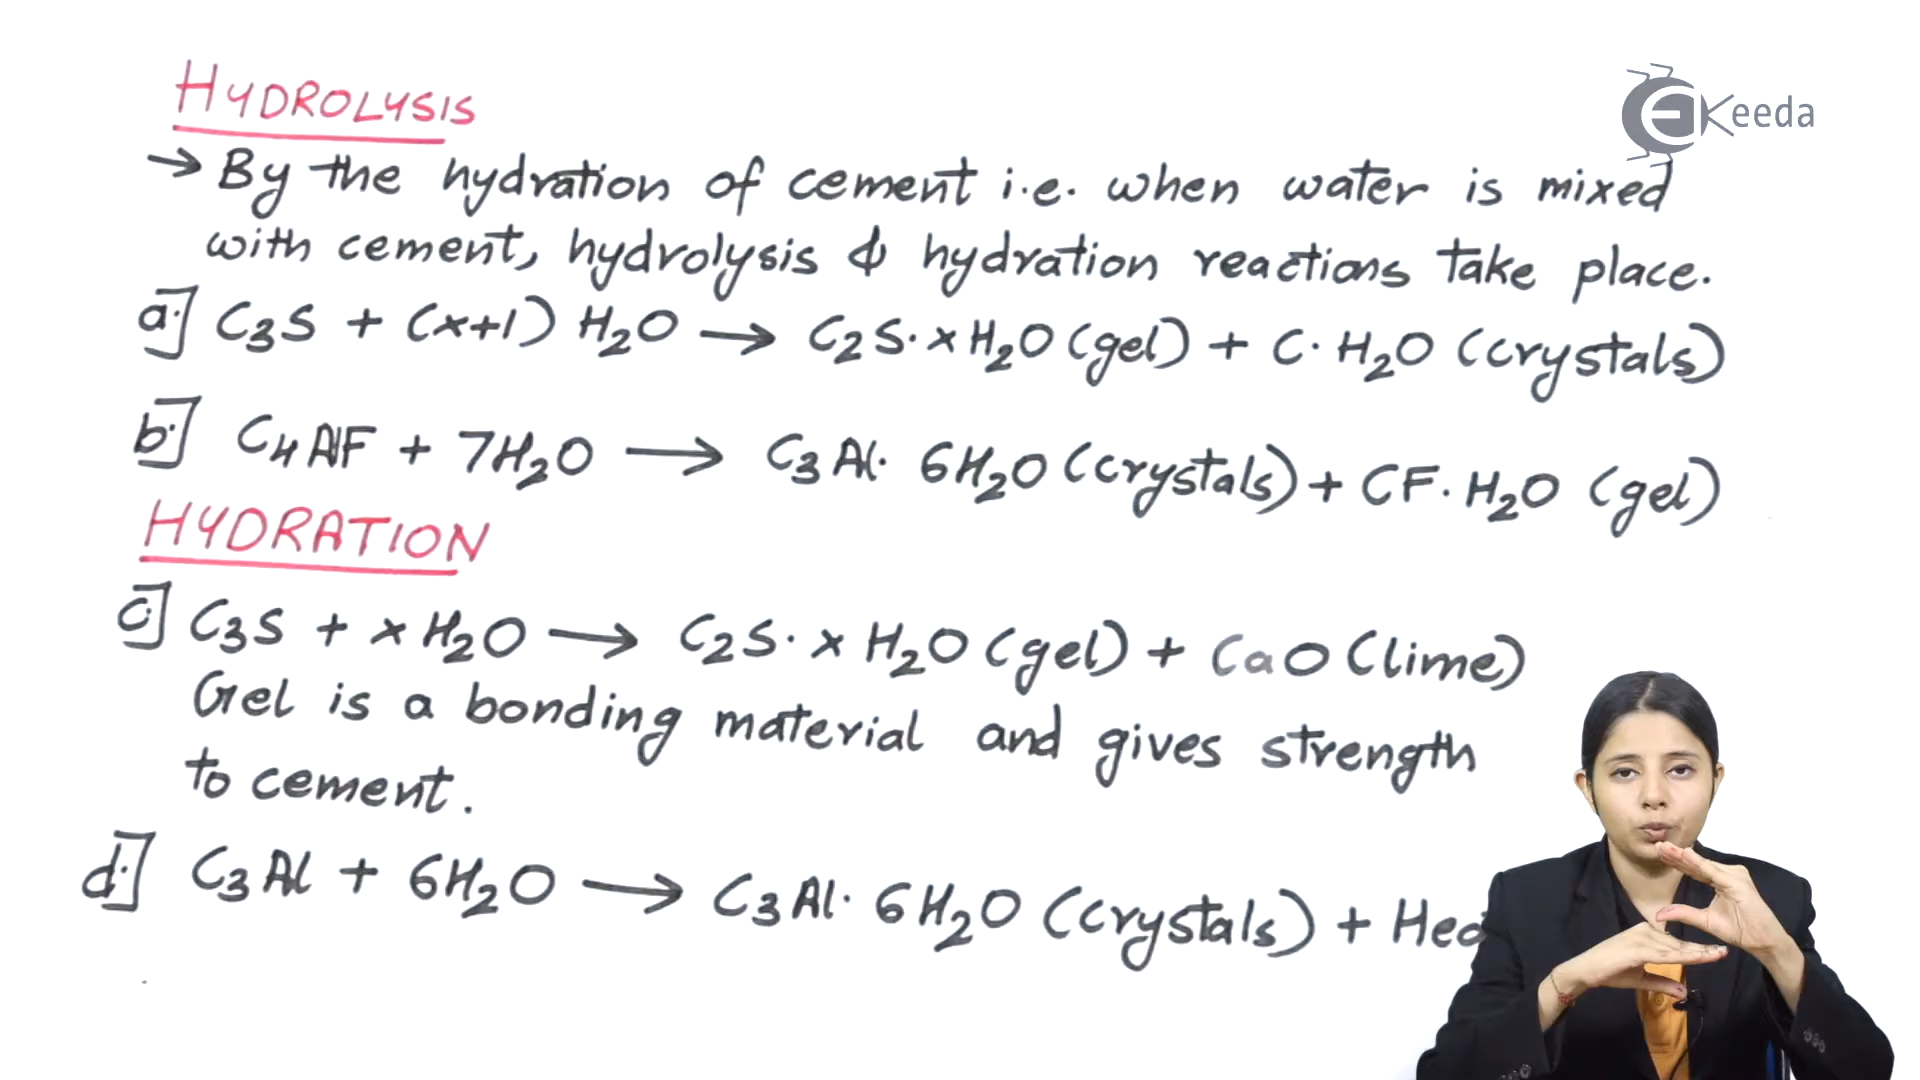 Keeda
HYDROLYSIS
→ By the hydration of cement i.e. when water is mixed
with cement, hydrolysis & hydration reactions take place.
a.] C₃S + (x+1) H₂O → C₂S·xH₂O (gel) + C·H₂O (crystals)
b.] C₄AlF + 7H₂O → C₃Al· 6H₂O (crystals) + CF·H₂O (gel)
HYDRATION
c.] C₃S + xH₂O → C₂S·xH₂O (gel) + CaO (lime)
Gel is a bonding material and gives strength
to cement.
d.] C₃Al + 6H₂O → C₃Al· 6H₂O (crystals) +